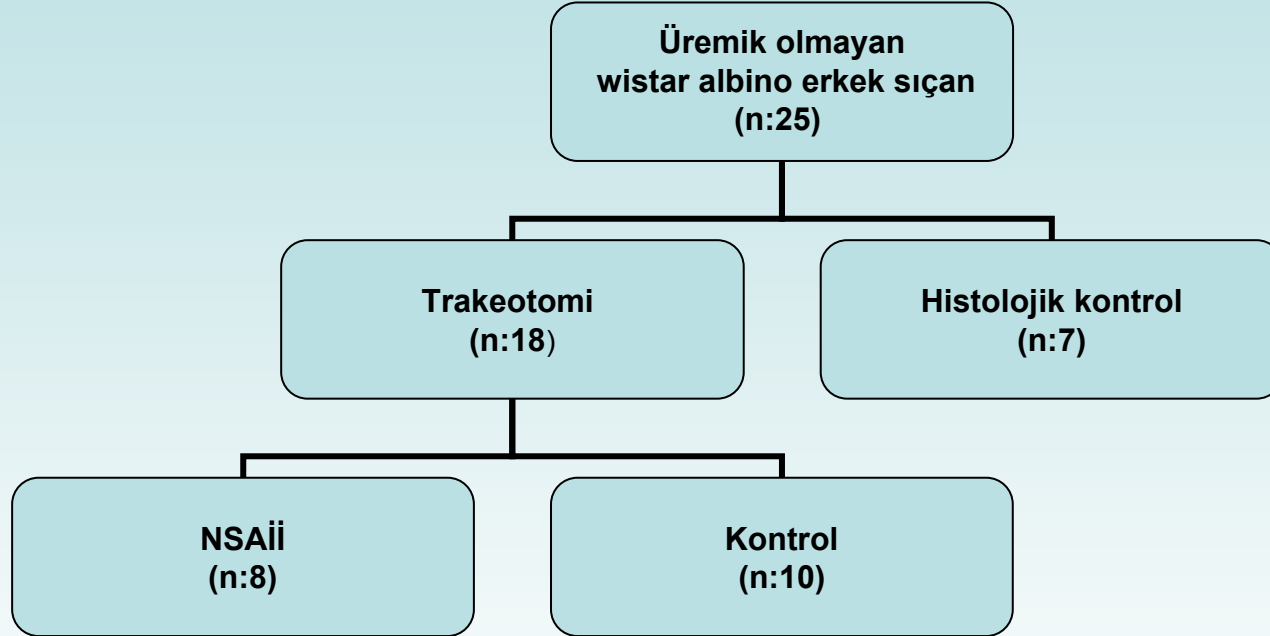 Üremik olmayan
wistar albino erkek sıçan
(n:25)
Trakeotomi
(n:18)
Histolojik kontrol
(n:7)
NSAİİ
(n:8)
Kontrol
(n:10)